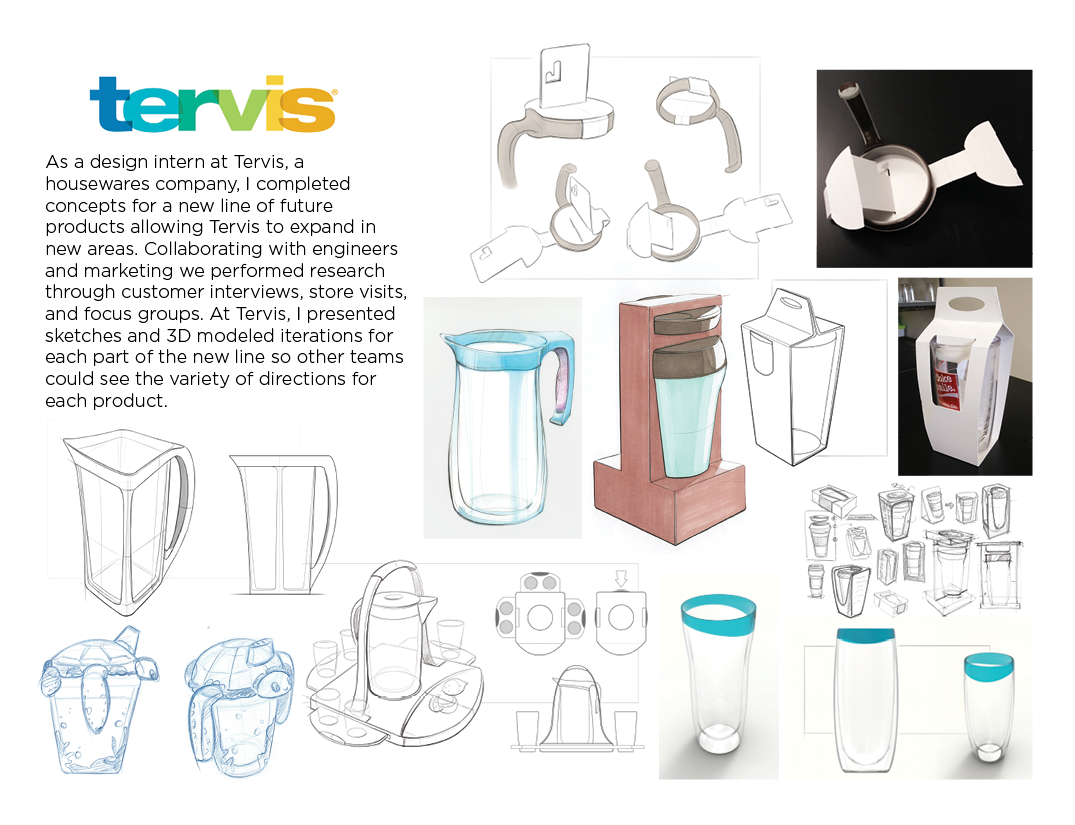 tervis®
As a design intern at Tervis, a
housewares company, I completed
concepts for a new line of future
products allowing Tervis to expand in
new areas. Collaborating with engineers
and marketing we performed research
through customer interviews, store visits,
and focus groups. At Tervis, I presented
sketches and 3D modeled iterations for
each part of the new line so other teams
could see the variety of directions for
each product.